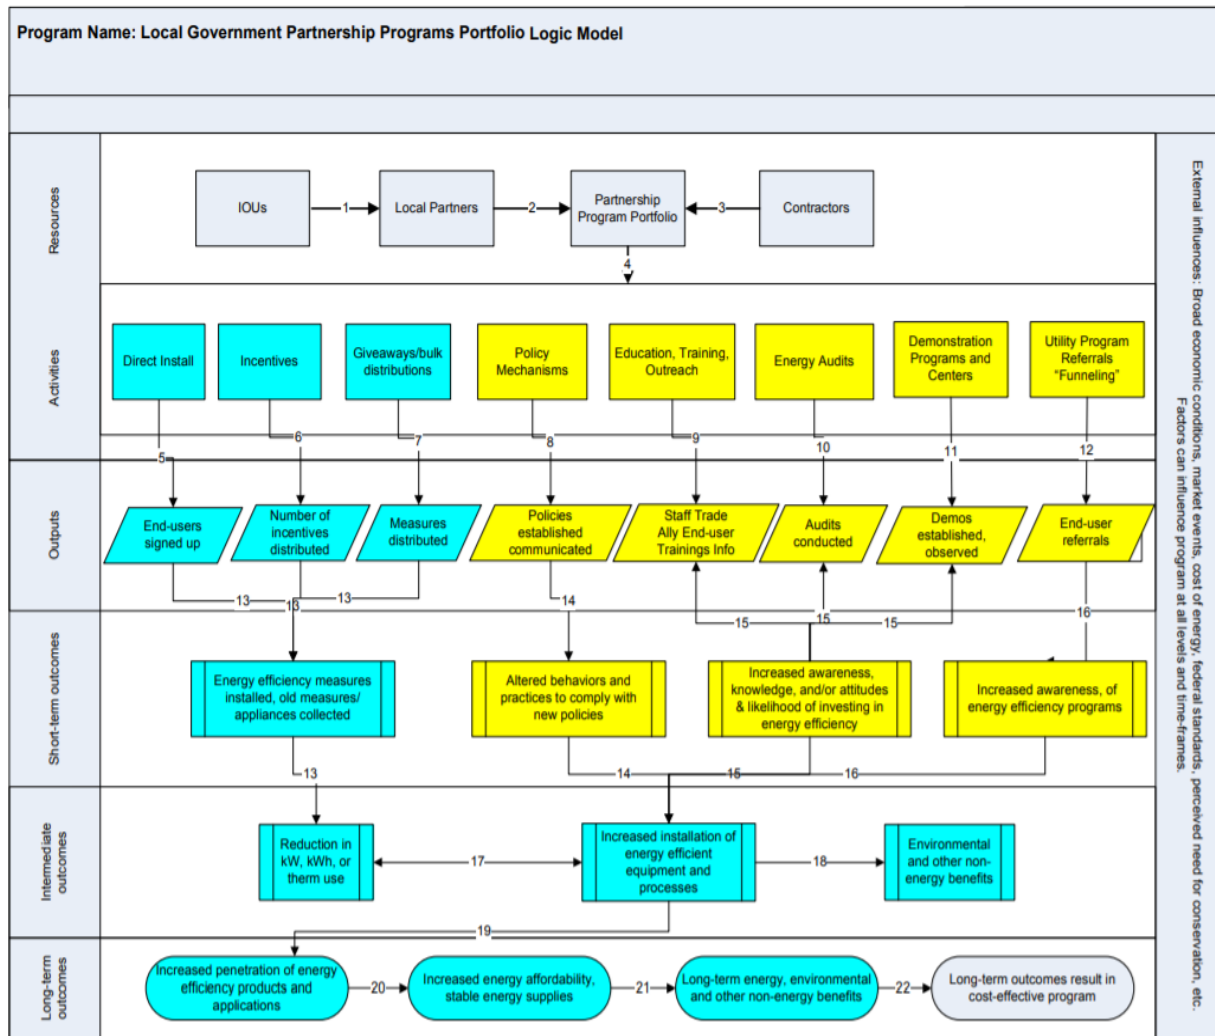 Program Name: Local Government Partnership Programs Portfolio Logic Model
Resources
IOUs
1
Local Partners
2
Partnership
Program Portfolio
3
Contractors
4
Activities
Direct Install
Incentives
Giveaways/bulk
distributions
Policy
Mechanisms
Education, Training,
Outreach
Energy Audits
Demonstration
Programs and
Centers
Utility Program
Referrals
“Funneling”
5
6
7
8
9
10
11
12
Outputs
End-users
signed up
Number of
incentives
distributed
Measures
distributed
Policies
established
communicated
Staff Trade
Ally End-user
Trainings Info
Audits
conducted
Demos
established,
observed
End-user
referrals
13
13
13
14
15
15
15
16
Short-term outcomes
Energy efficiency measures
installed, old measures/
appliances collected
Altered behaviors and
practices to comply with
new policies
Increased awareness,
knowledge, and/or attitudes
& likelihood of investing in
energy efficiency
Increased awareness, of
energy efficiency programs
13
14
15
16
Intermediate
outcomes
Reduction in
kW, kWh, or
therm use
17
Increased installation of
energy efficient
equipment and
processes
18
Environmental
and other non-
energy benefits
19
Long-term
outcomes
Increased penetration of energy
efficiency products and
applications
20
Increased energy affordability,
stable energy supplies
21
Long-term energy, environmental
and other non-energy benefits
22
Long-term outcomes result in
cost-effective program
External influences: Broad economic conditions, market events, cost of energy, federal standards, perceived need for conservation, etc.
Factors can influence program at all levels and time-frames.